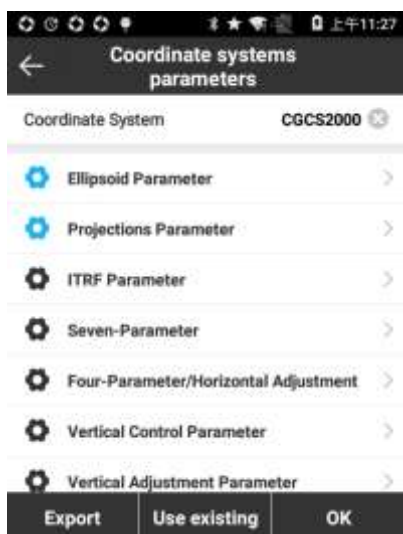 上午11:27
Coordinate systems
parameters
Coordinate System CGCS2000
Ellipsoid Parameter
Projections Parameter
ITRF Parameter
Seven-Parameter
Four-Parameter/Horizontal Adjustment
Vertical Control Parameter
Vertical Adjustment Parameter
Export Use existing OK